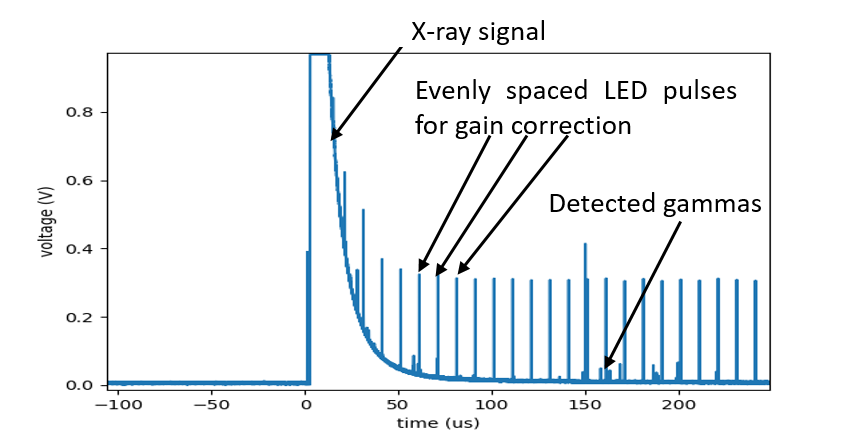 X-ray signal
Evenly spaced LED pulses
for gain correction
Detected gammas
voltage (V)
0.8
0.6
0.4
0.2
0.0
−100
−50
0
50
100
150
200
time (us)